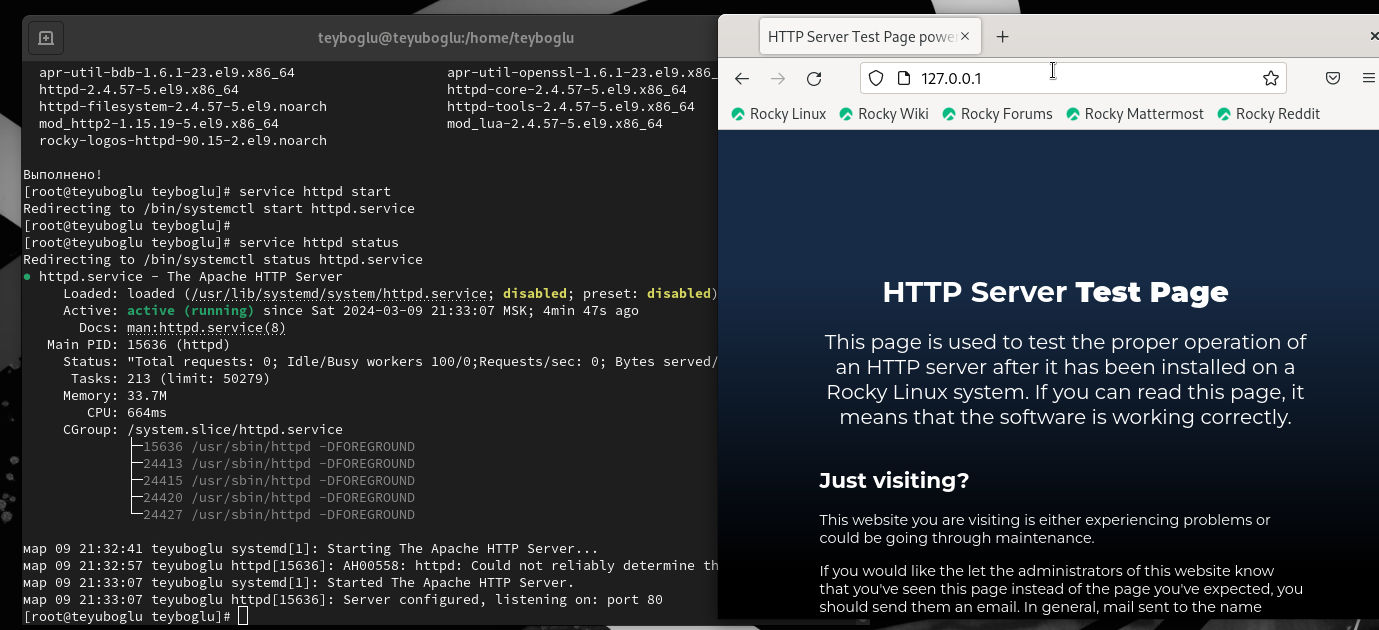 teyboglu@teyuboglu:/home/teyboglu
apr-util-bdb-1.6.1-23.el9.x86_64 apr-util-openssl-1.6.1-23.el9.x86_
httpd-2.4.57-5.el9.x86_64 httpd-core-2.4.57-5.el9.x86_64
httpd-filesystem-2.4.57-5.el9.noarch httpd-tools-2.4.57-5.el9.x86_64
mod_http2-1.15.19-5.el9.x86_64 mod_lua-2.4.57-5.el9.x86_64
rocky-logos-httpd-90.15-2.el9.noarch
Выполнено!
[root@teyuboglu teyboglu]# service httpd start
Redirecting to /bin/systemctl start httpd.service
[root@teyuboglu teyboglu]#
[root@teyuboglu teyboglu]# service httpd status
Redirecting to /bin/systemctl status httpd.service
● httpd.service - The Apache HTTP Server
Loaded: loaded (/usr/lib/systemd/system/httpd.service; disabled; preset: disabled)
Active: active (running) since Sat 2024-03-09 21:33:07 MSK; 4min 47s ago
Docs: man:httpd.service(8)
Main PID: 15636 (httpd)
Status: "Total requests: 0; Idle/Busy workers 100/0;Requests/sec: 0; Bytes served/
Tasks: 213 (limit: 50279)
Memory: 33.7M
CPU: 664ms
CGroup: /system.slice/httpd.service
├─15636 /usr/sbin/httpd -DFOREGROUND
├─24413 /usr/sbin/httpd -DFOREGROUND
├─24415 /usr/sbin/httpd -DFOREGROUND
├─24420 /usr/sbin/httpd -DFOREGROUND
└─24427 /usr/sbin/httpd -DFOREGROUND
мар 09 21:32:41 teyuboglu systemd[1]: Starting The Apache HTTP Server...
мар 09 21:32:57 teyuboglu httpd[15636]: AH00558: httpd: Could not reliably determine th
мар 09 21:33:07 teyuboglu systemd[1]: Started The Apache HTTP Server.
мар 09 21:33:07 teyuboglu httpd[15636]: Server configured, listening on: port 80
[root@teyuboglu teyboglu]#
HTTP Server Test Page powe
127.0.0.1
Rocky Linux Rocky Wiki Rocky Forums Rocky Mattermost Rocky Reddit
HTTP Server Test Page
This page is used to test the proper operation of
an HTTP server after it has been installed on a
Rocky Linux system. If you can read this page, it
means that the software is working correctly.
Just visiting?
This website you are visiting is either experiencing problems or
could be going through maintenance.
If you would like the let the administrators of this website know
that you've seen this page instead of the page you've expected, you
should send them an email. In general, mail sent to the name